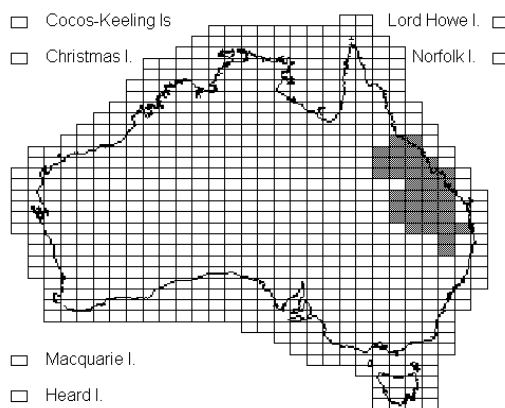 Cocos-Keeling Is
Lord Howe I.
Christmas I.
Norfolk I.
Macquarie I.
Heard I.